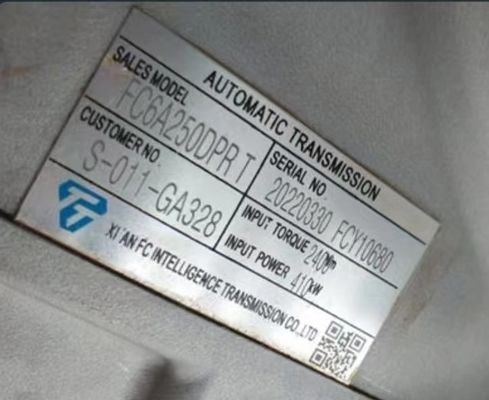 AUTOMATIC TRANSMISSION
SALES MODEL
FC6A250DPR T
SERIAL NO.
20220330 FCY10680
CUSTOMER NO.
S-011-GA328
INPUT TORQUE 2400Nm
INPUT POWER 410KW
XI'AN FC INTELLIGENCE TRANSMISSION CO.,LTD